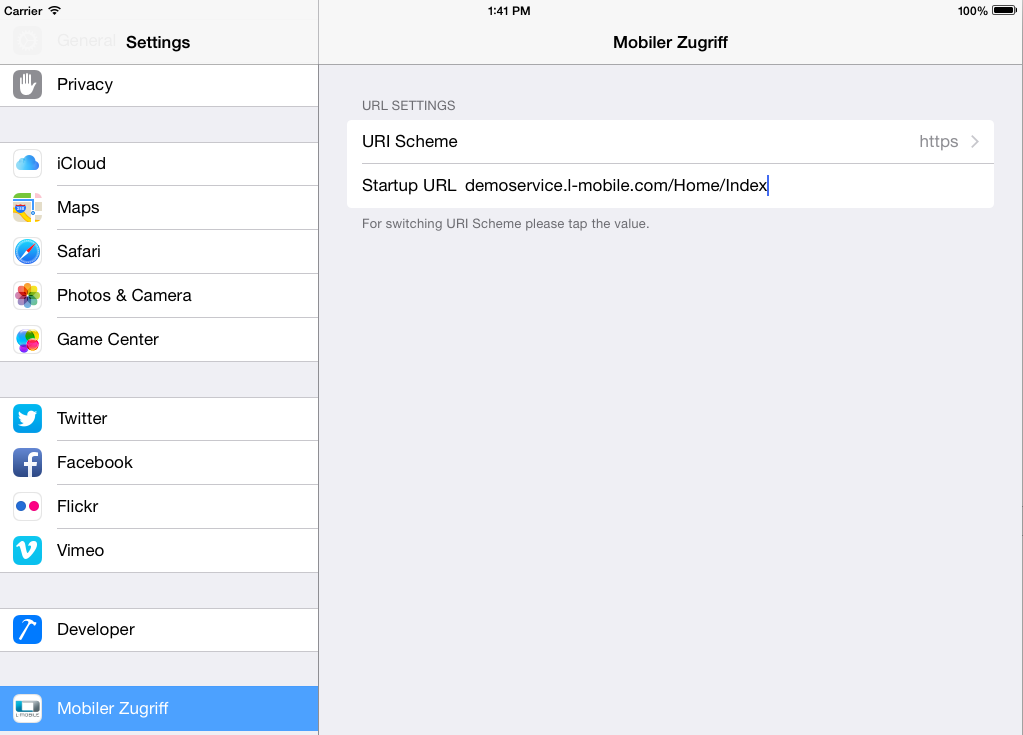 Carrier 1:41 PM 100%
General Settings
Mobiler Zugriff
Privacy
iCloud
Maps
Safari
Photos & Camera
Game Center
Twitter
Facebook
Flickr
Vimeo
Developer
Mobiler Zugriff
URL SETTINGS
URI Scheme https
Startup URL demoservice.l-mobile.com/Home/Index
For switching URI Scheme please tap the value.